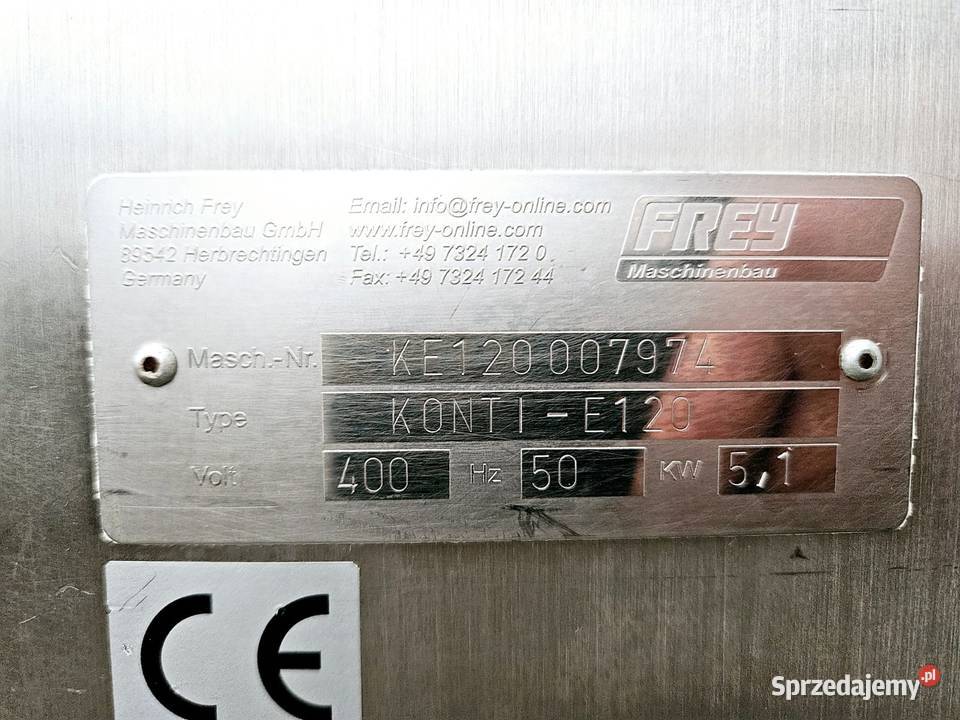 Heinrich Frey
Maschinenbau GmbH
89542 Herbrechtingen
Germany
Email: info@frey-online.com
www.frey-online.com
Tel.: +49 7324 172 0
Fax: +49 7324 172 44
FREY
Maschinenbau
Masch.-Nr. KE120007974
Type KONTI-E120
Volt 400 Hz 50 KW 5,1
CE
Sprzedajemy.pl